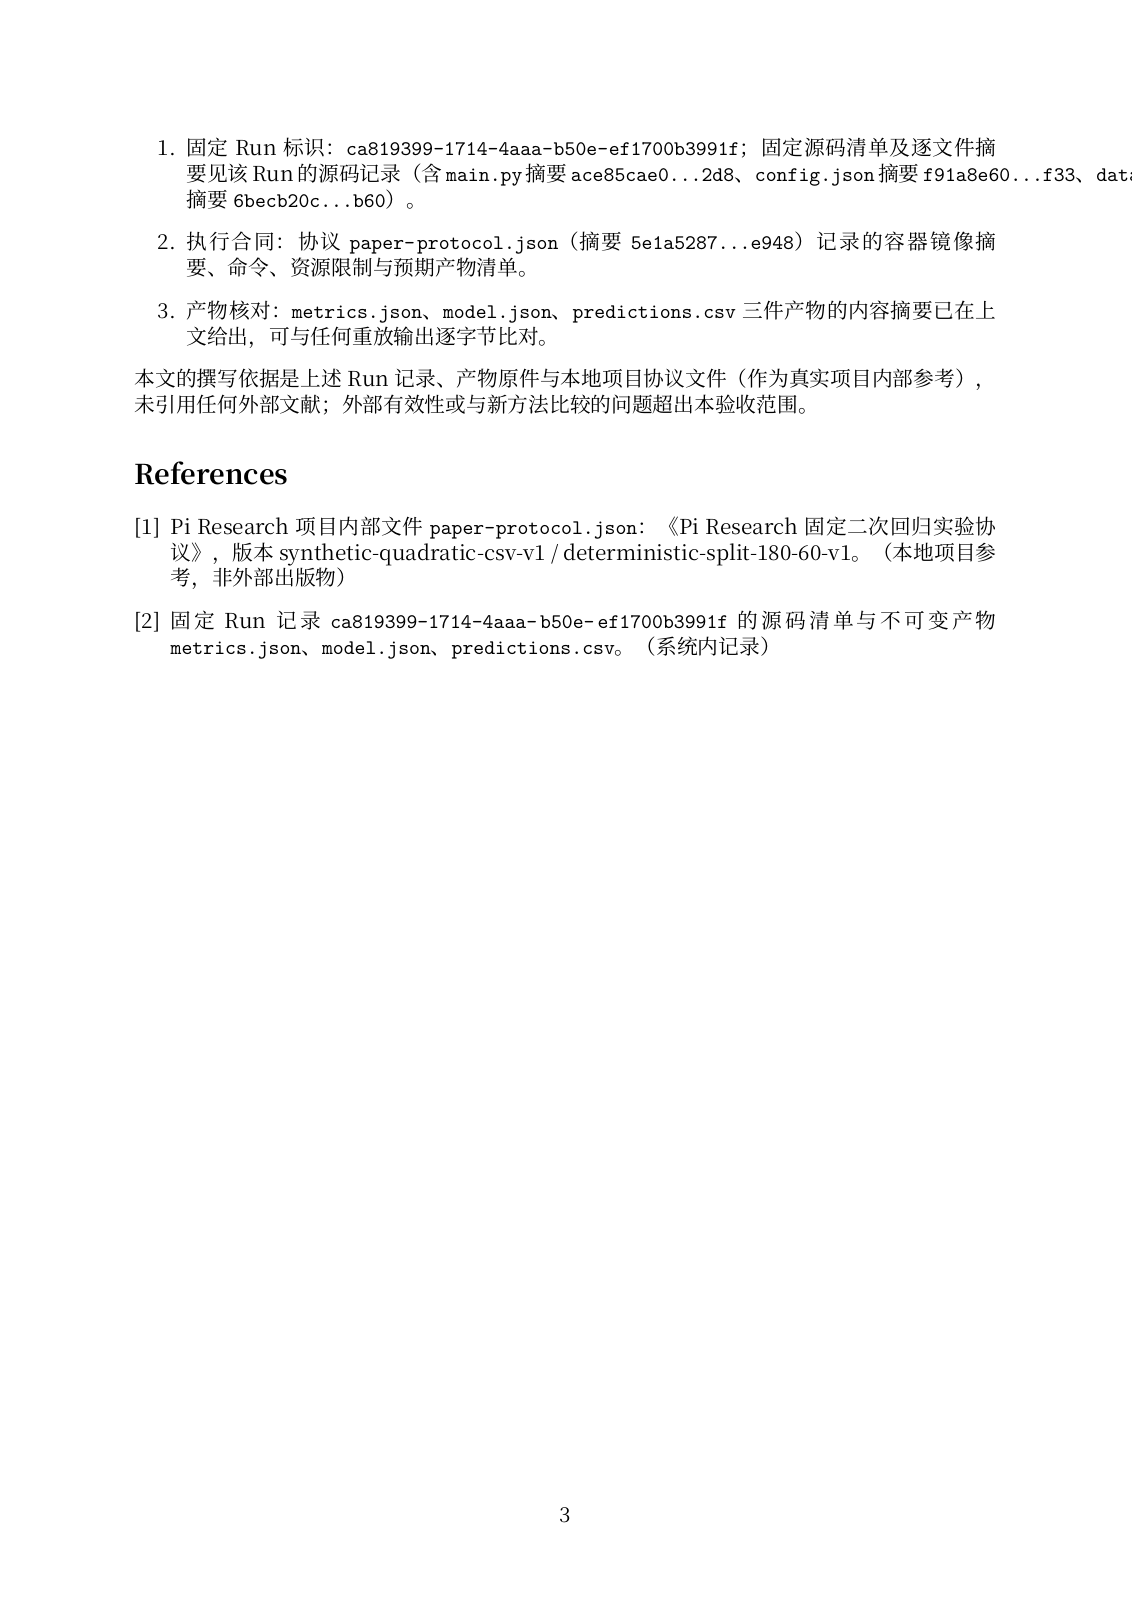 1. 固定 Run 标识：ca819399-1714-4aaa-b50e-ef1700b3991f；固定源码清单及逐文件摘
要见该 Run 的源码记录（含 main.py 摘要 ace85cae0...2d8、config.json 摘要 f91a8e60...f33、data
摘要 6becb20c...b60）。
2. 执行合同：协议 paper-protocol.json（摘要 5e1a5287...e948）记录的容器镜像摘
要、命令、资源限制与预期产物清单。
3. 产物核对：metrics.json、model.json、predictions.csv 三件产物的内容摘要已在上
文给出，可与任何重放输出逐字节比对。
本文的撰写依据是上述 Run 记录、产物原件与本地项目协议文件（作为真实项目内部参考），
未引用任何外部文献；外部有效性或与新方法比较的问题超出本验收范围。
References
[1] Pi Research 项目内部文件 paper-protocol.json：《Pi Research 固定二次回归实验协
议》，版本 synthetic-quadratic-csv-v1 / deterministic-split-180-60-v1。（本地项目参
考，非外部出版物）
[2] 固定 Run 记录 ca819399-1714-4aaa-b50e-ef1700b3991f 的源码清单与不可变产物
metrics.json、model.json、predictions.csv。（系统内记录）
3